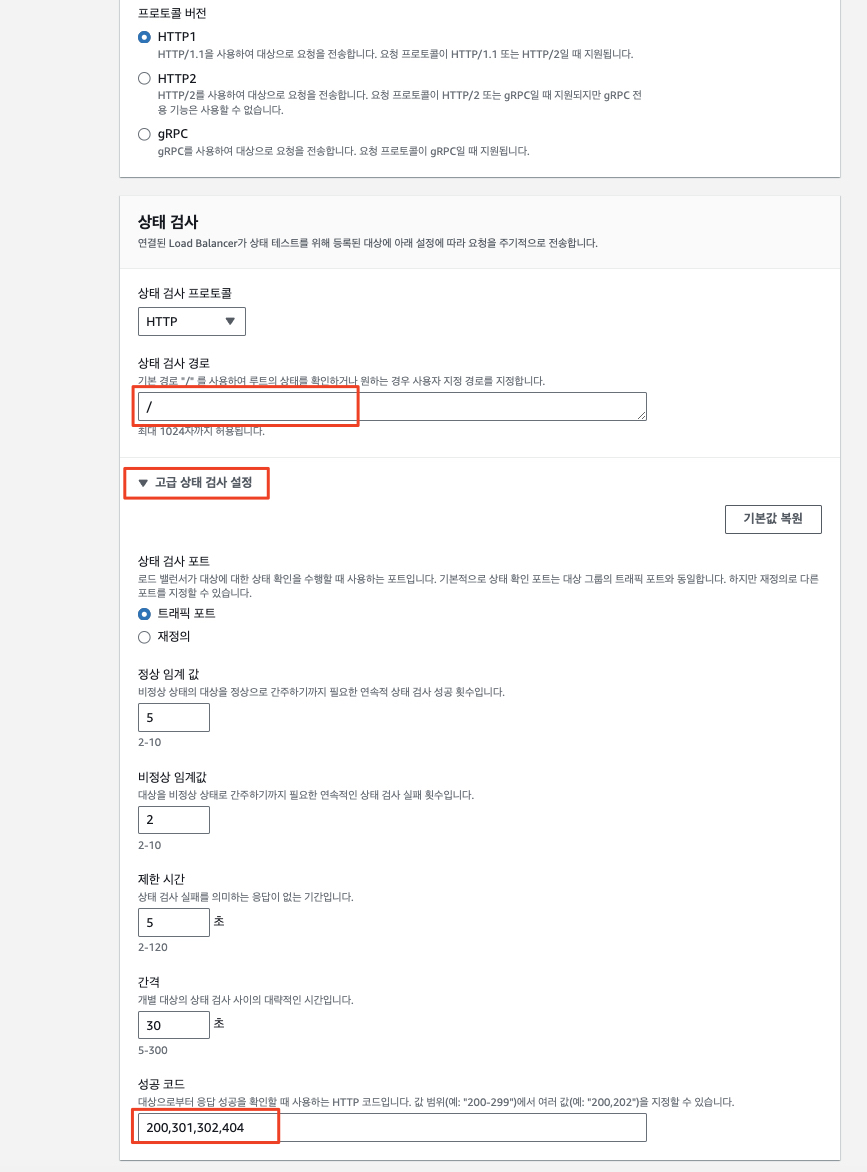 프로토콜 버전
HTTP1
HTTP/1.1을 사용하여 대상으로 요청을 전송합니다. 요청 프로토콜이 HTTP/1.1 또는 HTTP/2일 때 지원됩니다.
HTTP2
HTTP/2를 사용하여 대상으로 요청을 전송합니다. 요청 프로토콜이 HTTP/2 또는 gRPC일 때 지원되지만 gRPC 전
용 기능은 사용할 수 없습니다.
gRPC
gRPC를 사용하여 대상으로 요청을 전송합니다. 요청 프로토콜이 gRPC일 때 지원됩니다.
상태 검사
연결된 Load Balancer가 상태 테스트를 위해 등록된 대상에 아래 설정에 따라 요청을 주기적으로 전송합니다.
상태 검사 프로토콜
HTTP
상태 검사 경로
기본 경로 "/" 를 사용하여 루트의 상태를 확인하거나 원하는 경우 사용자 지정 경로를 지정합니다.
/
최대 1024자까지 허용됩니다.
고급 상태 검사 설정
기본값 복원
상태 검사 포트
로드 밸런서가 대상에 대한 상태 확인을 수행할 때 사용하는 포트입니다. 기본적으로 상태 확인 포트는 대상 그룹의 트래픽 포트와 동일합니다. 하지만 재정의로 다른
포트를 지정할 수 있습니다.
트래픽 포트
재정의
정상 임계 값
비정상 상태의 대상을 정상으로 간주하기까지 필요한 연속적 상태 검사 성공 횟수입니다.
5
2-10
비정상 임계값
대상을 비정상 상태로 간주하기까지 필요한 연속적인 상태 검사 실패 횟수입니다.
2
2-10
제한 시간
상태 검사 실패를 의미하는 응답이 없는 기간입니다.
5 초
2-120
간격
개별 대상의 상태 검사 사이의 대략적인 시간입니다.
30 초
5-300
성공 코드
대상으로부터 응답 성공을 확인할 때 사용하는 HTTP 코드입니다. 값 범위(예: "200-299")에서 여러 값(예: "200,202")을 지정할 수 있습니다.
200,301,302,404